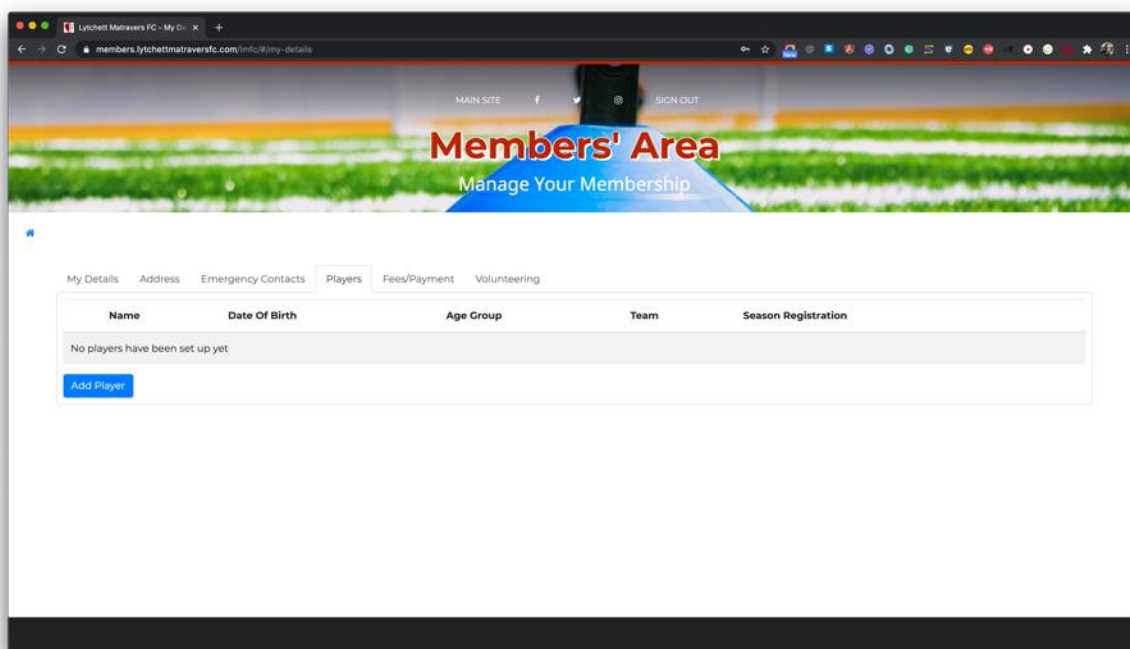 Lytchett Matravers FC - My De
members.lytchettmatraversfc.com/lmfc/#/my-details
MAIN SITE SIGN OUT
Members' Area
Manage Your Membership
My Details Address Emergency Contacts Players Fees/Payment Volunteering
Name Date Of Birth Age Group Team Season Registration
No players have been set up yet
Add Player